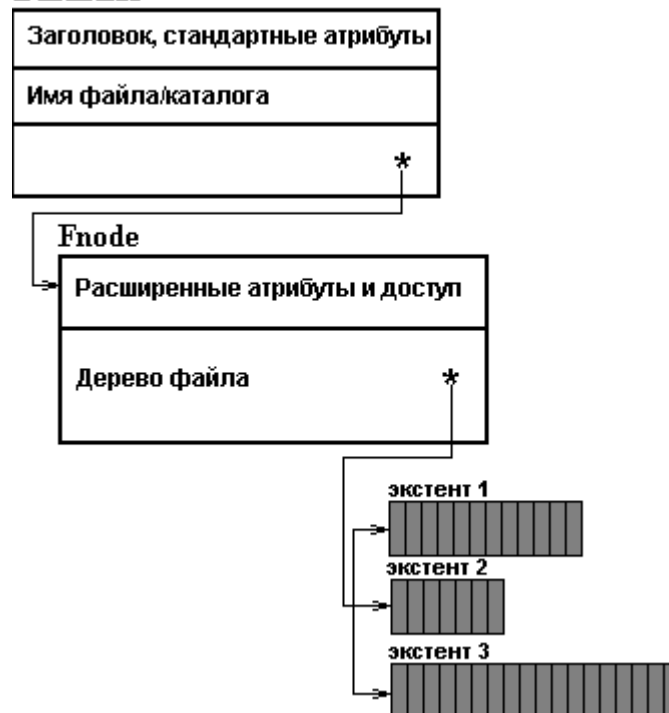 Заголовок, стандартные атрибуты
Имя файла/каталога
*
Fnode
Расширенные атрибуты и доступ
Дерево файла *
экстент 1
экстент 2
экстент 3